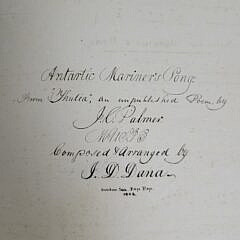 Antartic Mariner's Song
From "Thulia", an unpublished Poem, by
J. C. Palmer
Composed & Arranged by
J. D. Dana